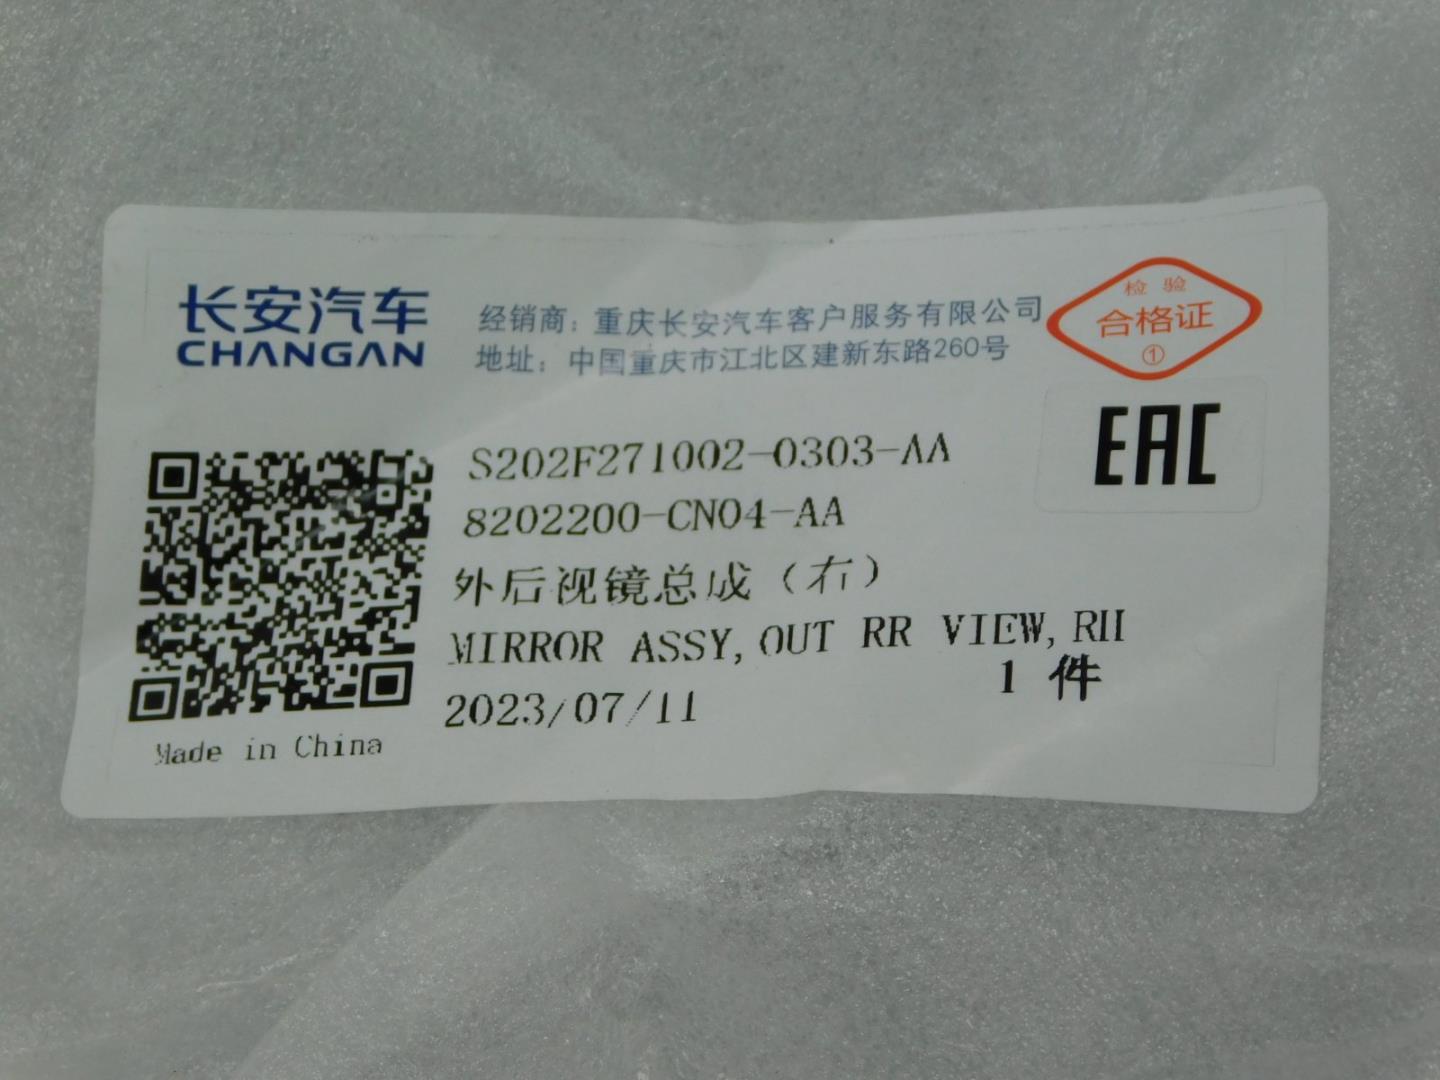 长安汽车
CHANGAN
经销商：重庆长安汽车客户服务有限公司
地址：中国重庆市江北区建新东路260号
检 验
合格证
①
EAC
S202F271002-0303-AA
8202200-CN04-AA
外后视镜总成（右）
MIRROR ASSY,OUT RR VIEW,RH
2023/07/11
1 件
Made in China